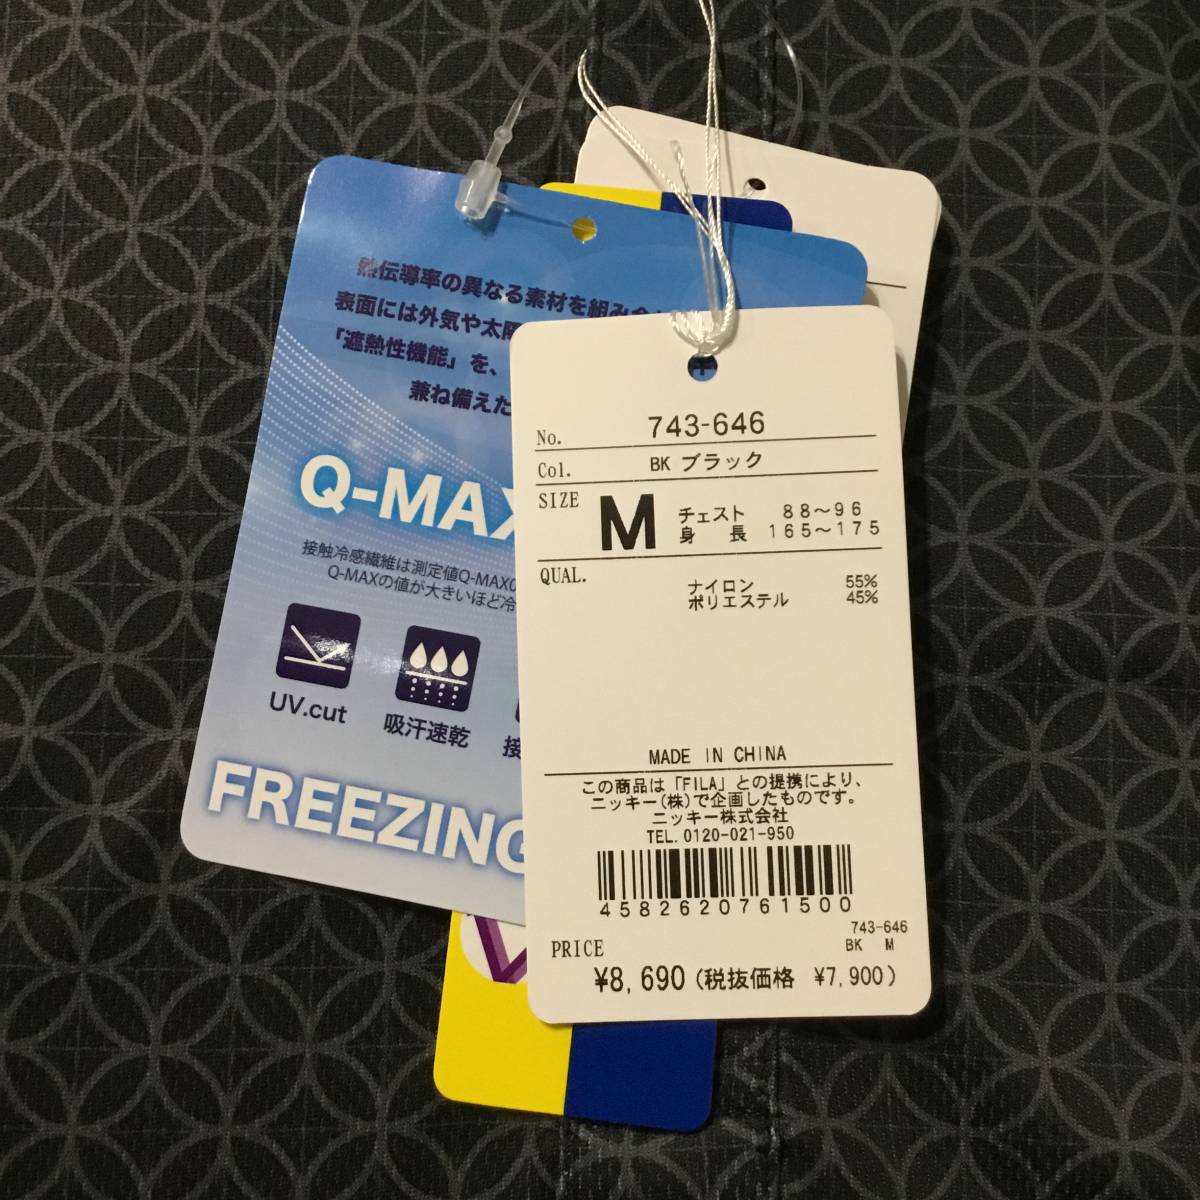 熱伝導率の異なる素材を組み合
表面には外気や太陽
「遮熱性機能」を、
兼ね備えた
Q-MAX
接触冷感繊維は測定値Q-MAX0
Q-MAXの値が大きいほど冷
UV.cut
吸汗速乾
接
FREEZING
No. 743-646
Col. BK ブラック
SIZE M チェスト 88～96
身 長 165～175
QUAL.
ナイロン 55%
ポリエステル 45%
MADE IN CHINA
この商品は「FILA」との提携により、
ニッキー(株)で企画したものです。
ニッキー株式会社
TEL.0120-021-950
4582620761500
743-646
BK M
PRICE
¥8,690 (税抜価格 ¥7,900)